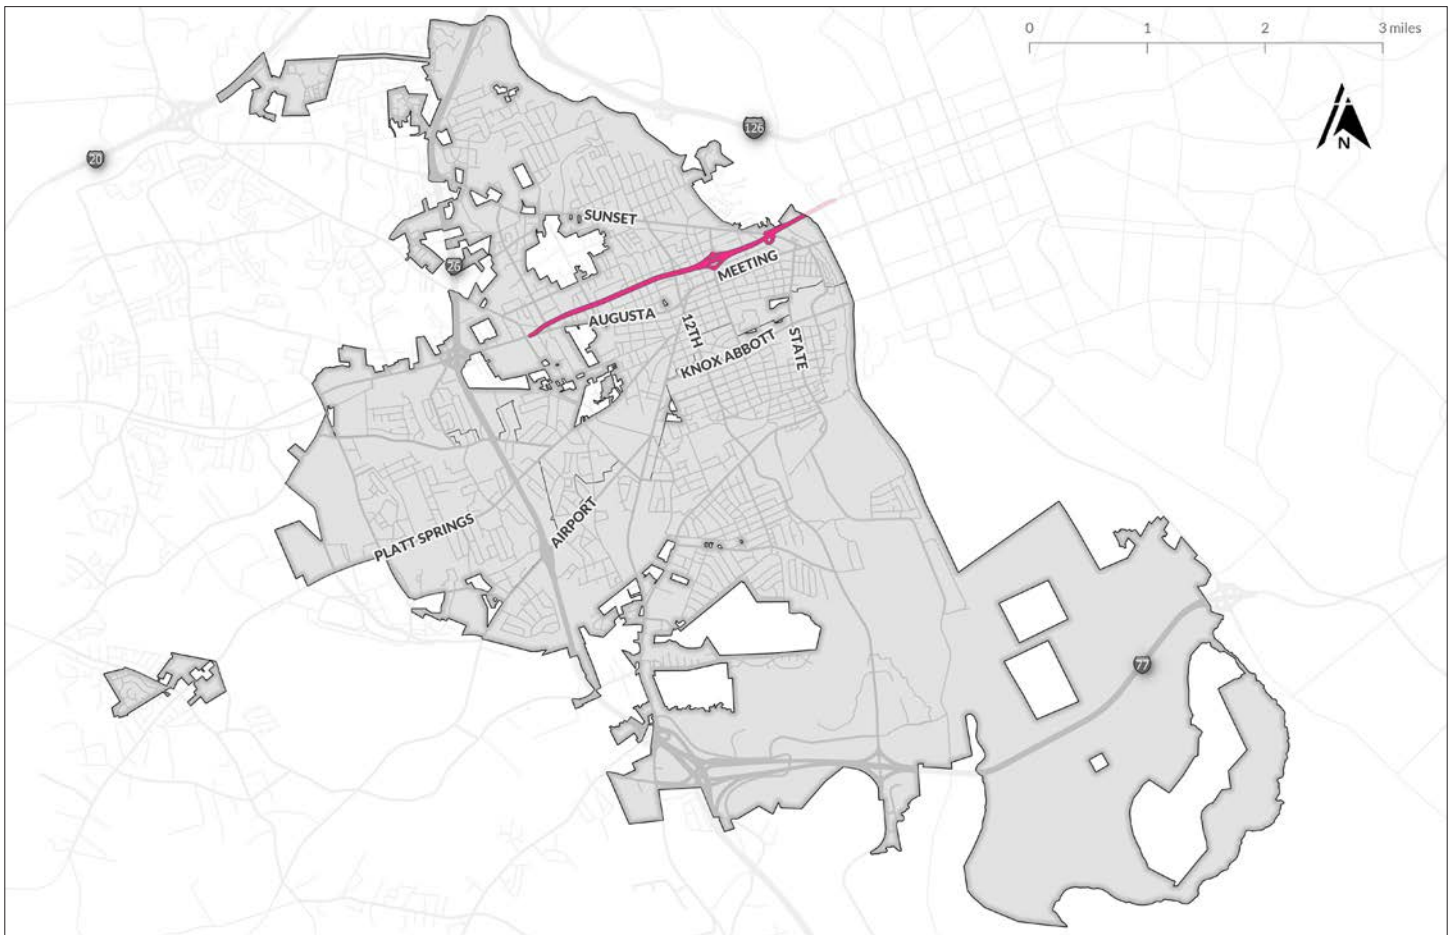 0 1 2 3 miles
N
126
20
SUNSET
26
MEETING
AUGUSTA
12TH
STATE
KNOX ABBOTT
AIRPORT
PLATT SPRINGS
77